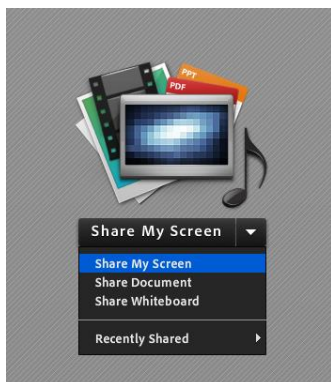 PPT
PDF
Share My Screen
Share My Screen
Share Document
Share Whiteboard
Recently Shared